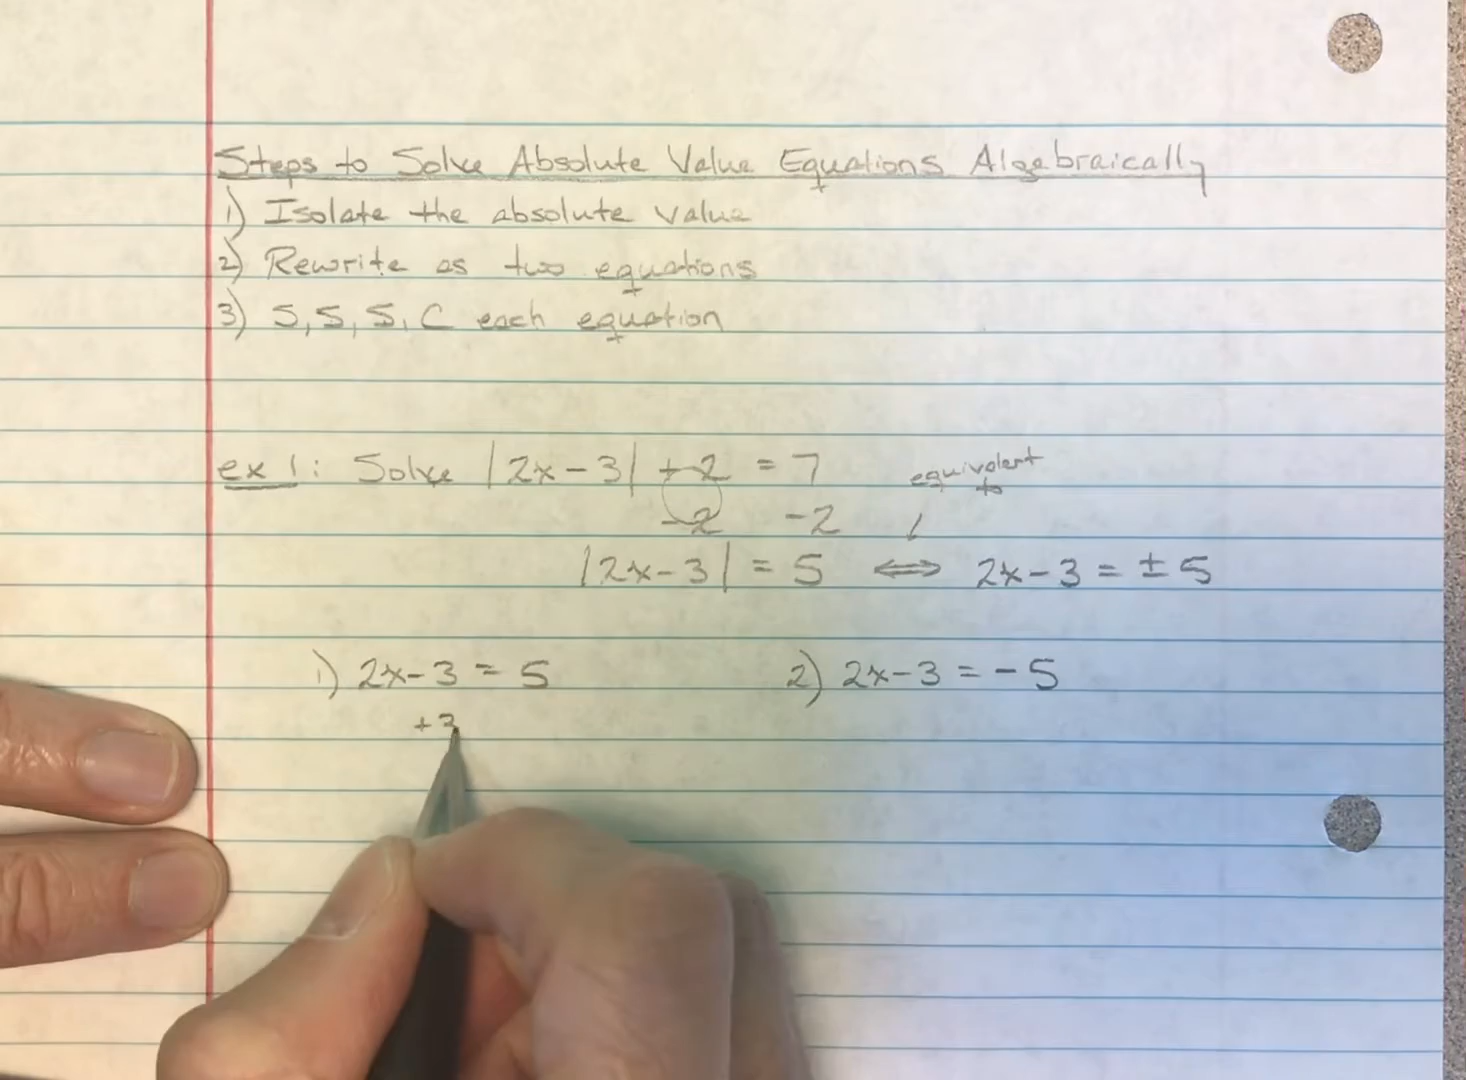 Steps to Solve Absolute Value Equations Algebraically
1) Isolate the absolute value
2) Rewrite as two equations
3) S, S, S, C each equation
ex 1: Solve |2x-3| + 2 = 7
equivalent
to
-2 -2
|2x-3| = 5 ⟺ 2x-3 = ± 5
1) 2x-3 = 5
2) 2x-3 = -5
+3